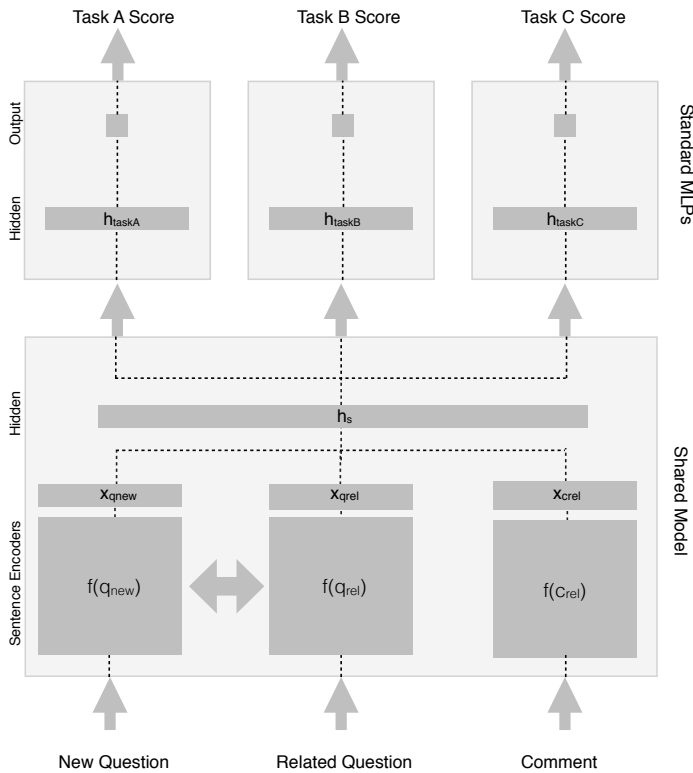 Task A Score
Task B Score
Task C Score
Output
Hidden
Standard MLPs
htaskA
htaskB
htaskC
Hidden
hs
Shared Model
xqnew
xqrel
xcrel
Sentence Encoders
f(qnew)
f(qrel)
f(crel)
New Question
Related Question
Comment